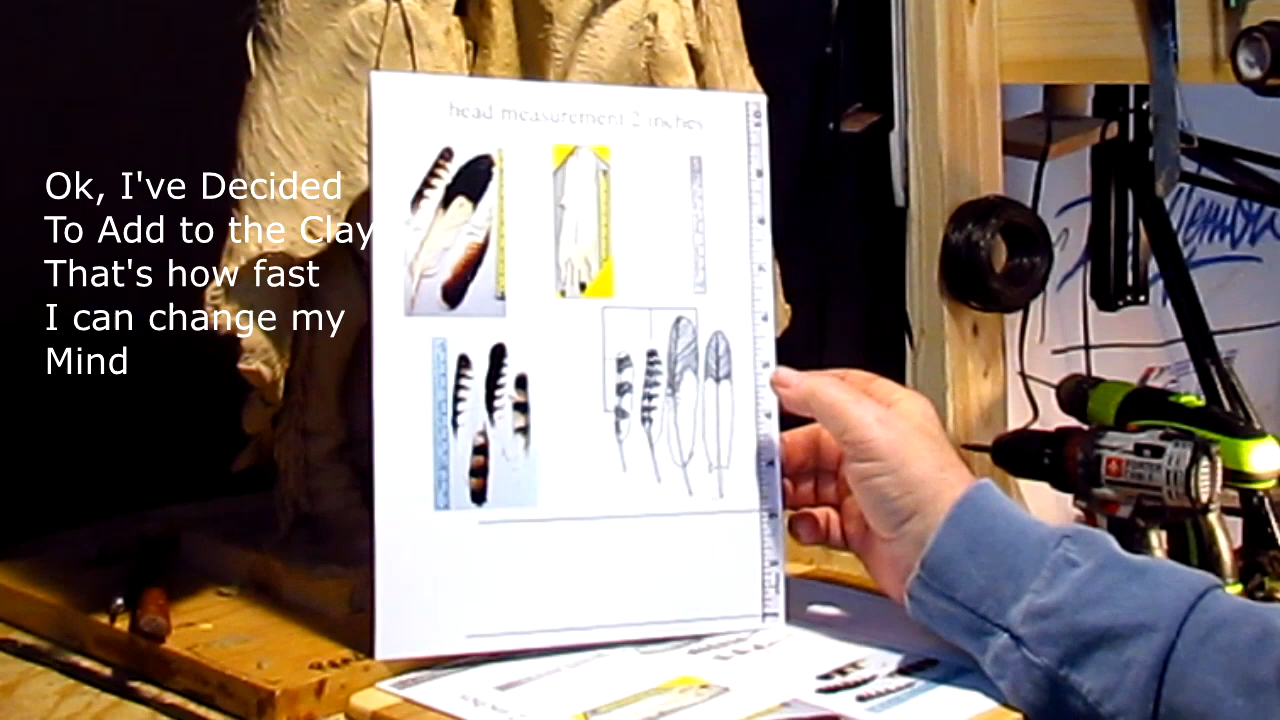 head measurement 2 inches
Ok, I've Decided
To Add to the Clay
That's how fast
I can change my
Mind